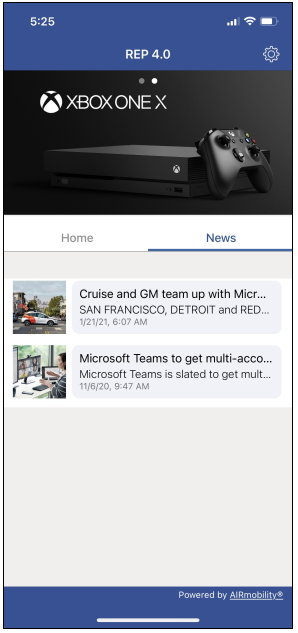 5:25
REP 4.0
XBOX ONE X
Home
News
Cruise and GM team up with Micr...
SAN FRANCISCO, DETROIT and RED...
1/21/21, 6:07 AM
Microsoft Teams to get multi-acco...
Microsoft Teams is slated to get mult...
11/6/20, 9:47 AM
Powered by AIRmobility®